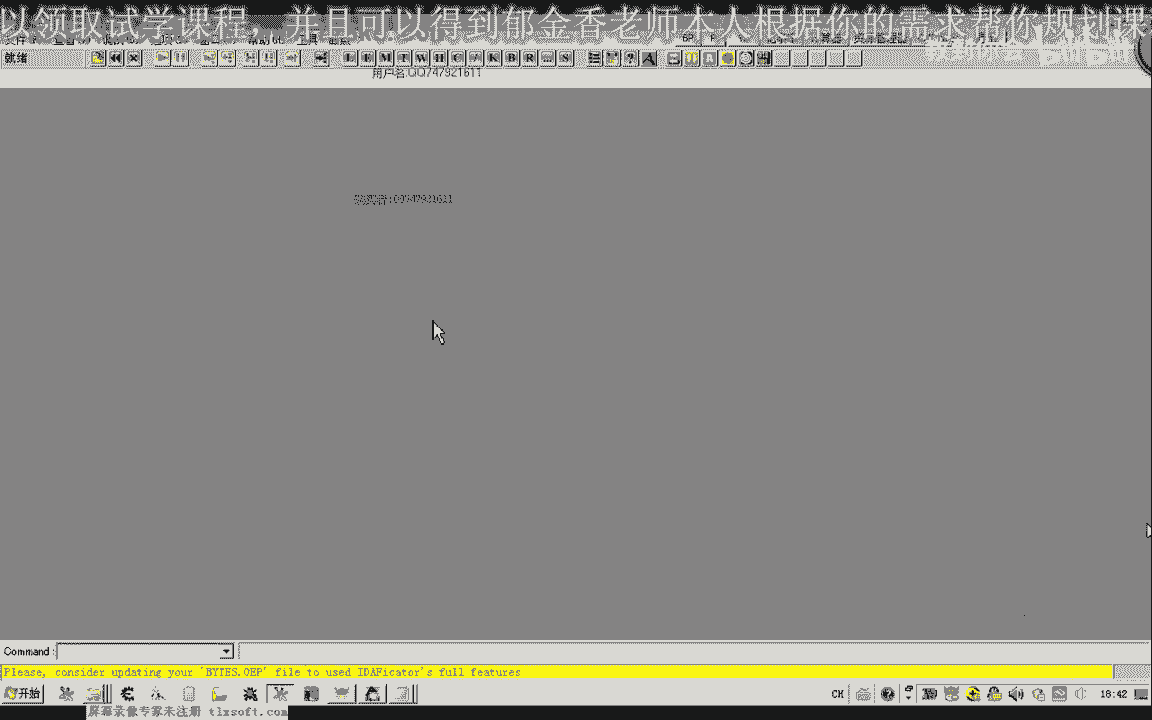 以领取试学课程，并且可以得到郁金香老师本人根据你的需求帮你规划课
就绪
L E M T W H C / K B R ... S
用户名:QQ747921611
Command:
Please, consider updating your 'BYTES.OEP' file to used IDAFicator's full features
开始
CH
18:42
屏幕录像专家未注册 tlxsoft.com